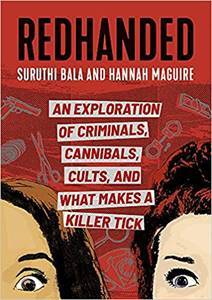 REDHANDED
SURUTHI BALA AND HANNAH MAGUIRE
AN EXPLORATION
OF CRIMINALS,
CANNIBALS,
CULTS, AND
WHAT MAKES A
KILLER TICK